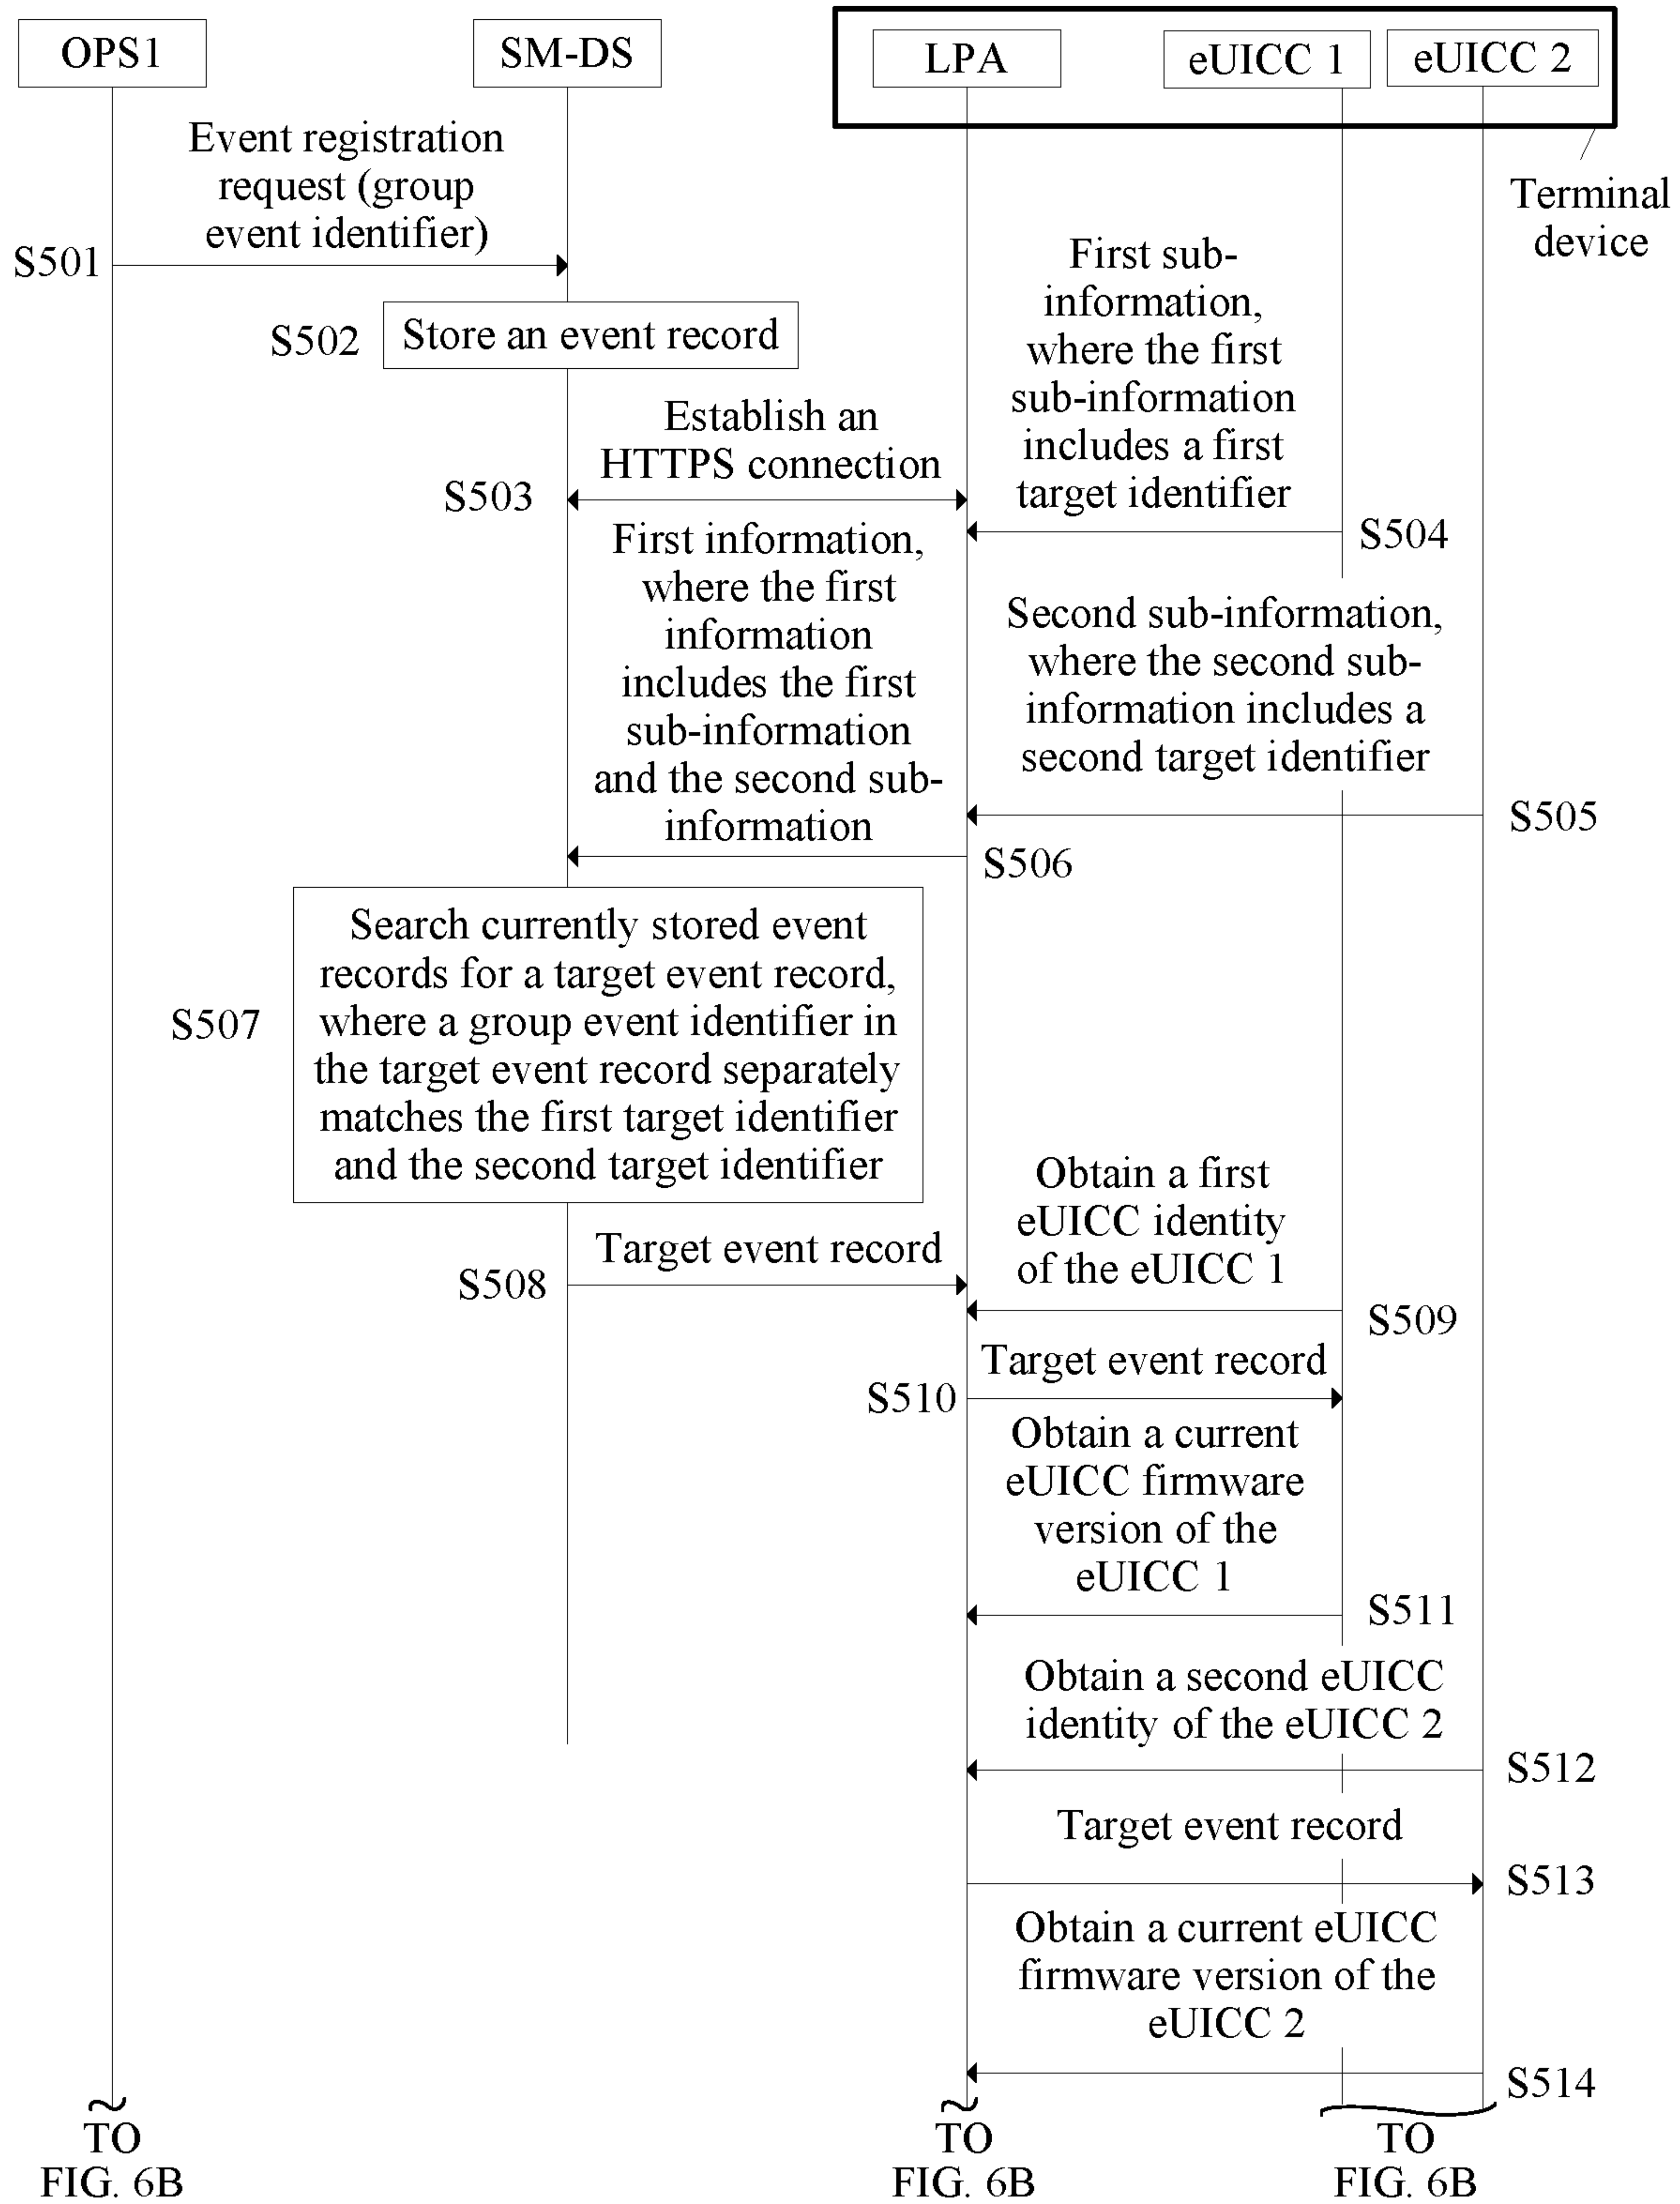 OPS1
SM-DS
LPA
eUICC 1
eUICC 2
Terminal
device
Event registration
request (group
event identifier)
S501
S502
Store an event record
Establish an
HTTPS connection
S503
First sub-
information,
where the first
sub-information
includes a first
target identifier
S504
First information,
where the first
information
includes the first
sub-information
and the second sub-
information
Second sub-information,
where the second sub-
information includes a
second target identifier
S505
S506
Search currently stored event
records for a target event record,
where a group event identifier in
the target event record separately
matches the first target identifier
and the second target identifier
S507
Target event record
S508
Obtain a first
eUICC identity
of the eUICC 1
S509
Target event record
S510
Obtain a current
eUICC firmware
version of the
eUICC 1
S511
Obtain a second eUICC
identity of the eUICC 2
S512
Target event record
S513
Obtain a current eUICC
firmware version of the
eUICC 2
S514
TO
FIG. 6B
TO
FIG. 6B
TO
FIG. 6B